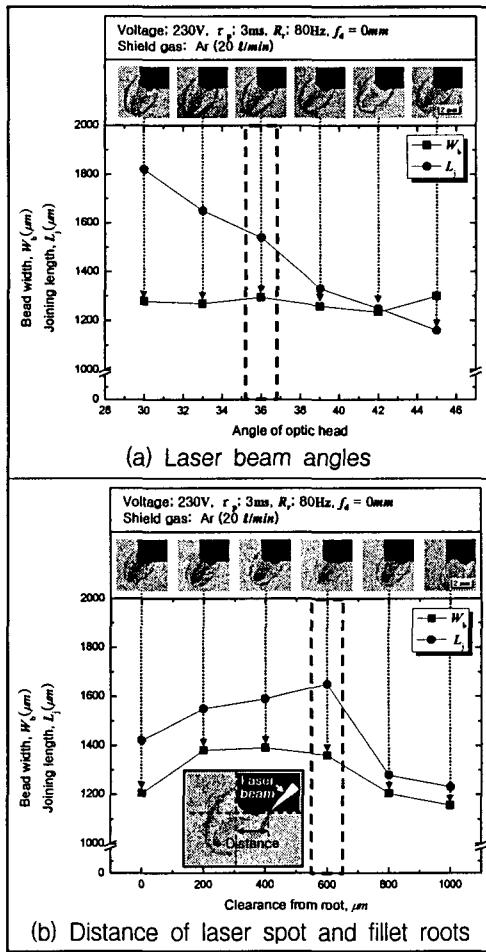 Voltage; 230V, τp; 3ms, Rr; 80Hz, fd = 0mm
Shield gas: Ar (20 l/min)
2 mm
2000
1800
1600
1400
1200
1000
0
Wb
Lj
Bead width, Wb(μm)
Joining length, Lj(μm)
28 30 32 34 36 38 40 42 44 46
Angle of optic head
(a) Laser beam angles
Voltage; 230V, τp; 3ms, Rr; 80Hz, fd = 0mm
Shield gas: Ar (20 l/min)
2 mm
2000
1800
1600
1400
1200
1000
0
Wb
Lj
Bead width, Wb(μm)
Joining length, Lj(μm)
Laser
beam
Distance
0 200 400 600 800 1000
Clearance from root, μm
(b) Distance of laser spot and fillet roots